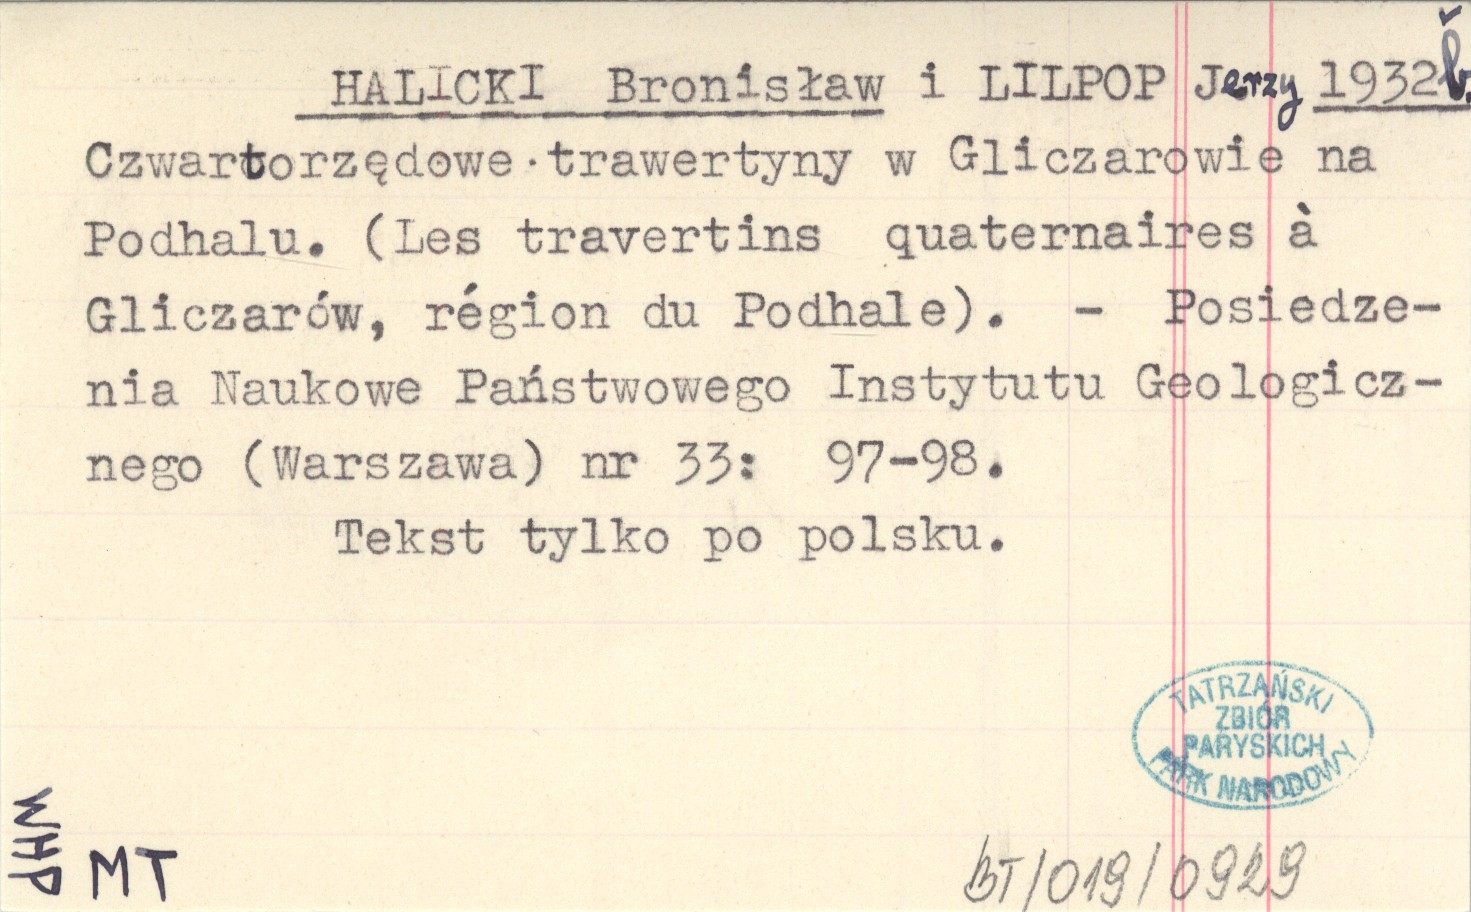 HALICKI Bronisław i LILPOP Jerzy 1932b.
Czwartorzędowe trawertyny w Gliczarowie na
Podhalu. (Les travertins quaternaires à
Gliczarów, région du Podhale). - Posiedze-
nia Naukowe Państwowego Instytutu Geologicz-
nego (Warszawa) nr 33: 97-98.
Tekst tylko po polsku.
TATRZAŃSKI
ZBIÓR
PARYSKICH
PARK NARODOWY
WHP
MT
BT/019/0929